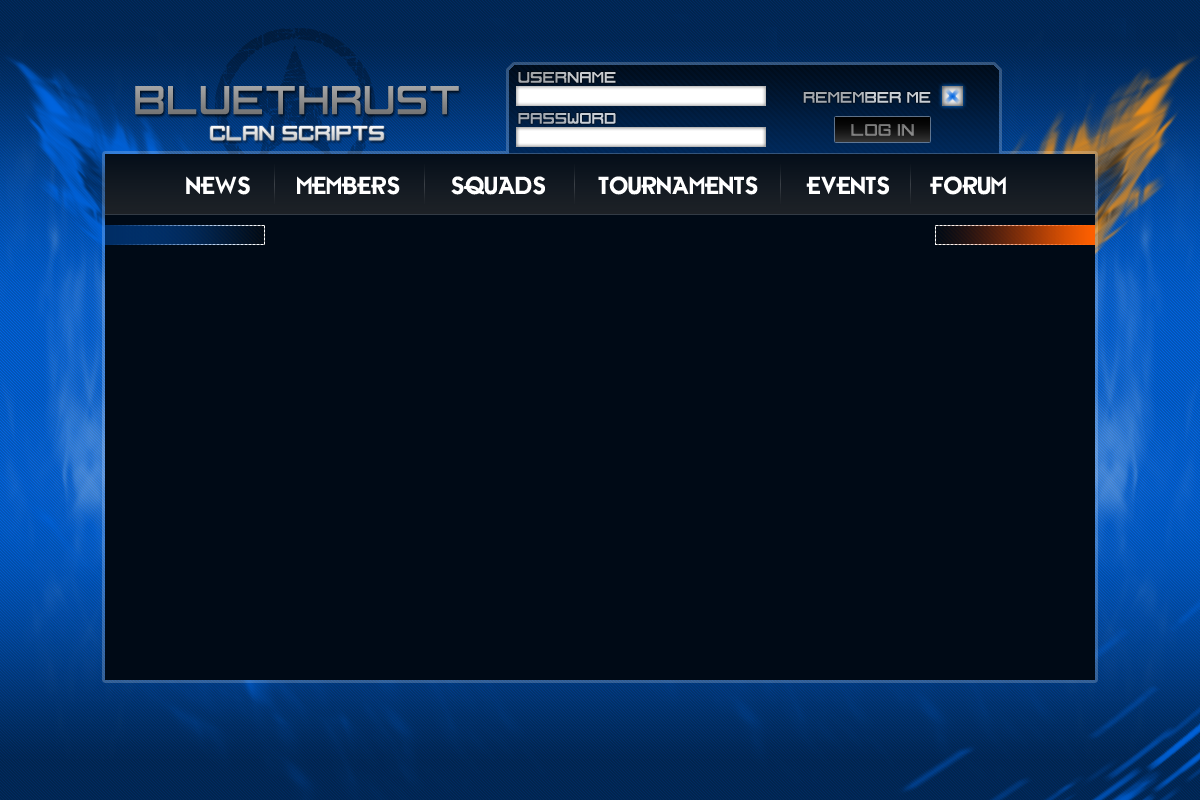 BLUETHRUST
CLAN SCRIPTS
USERNAME
PASSWORD
REMEMBER ME
LOG IN
NEWS MEMBERS SQUADS TOURNAMENTS EVENTS FORUM